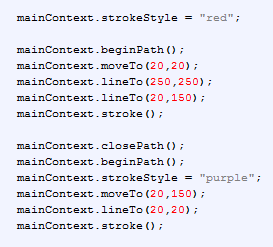 mainContext.strokeStyle = "red";
mainContext.beginPath();
mainContext.moveTo(20,20);
mainContext.lineTo(250,250);
mainContext.lineTo(20,150);
mainContext.stroke();
mainContext.closePath();
mainContext.beginPath();
mainContext.strokeStyle = "purple";
mainContext.moveTo(20,150);
mainContext.lineTo(20,20);
mainContext.stroke();